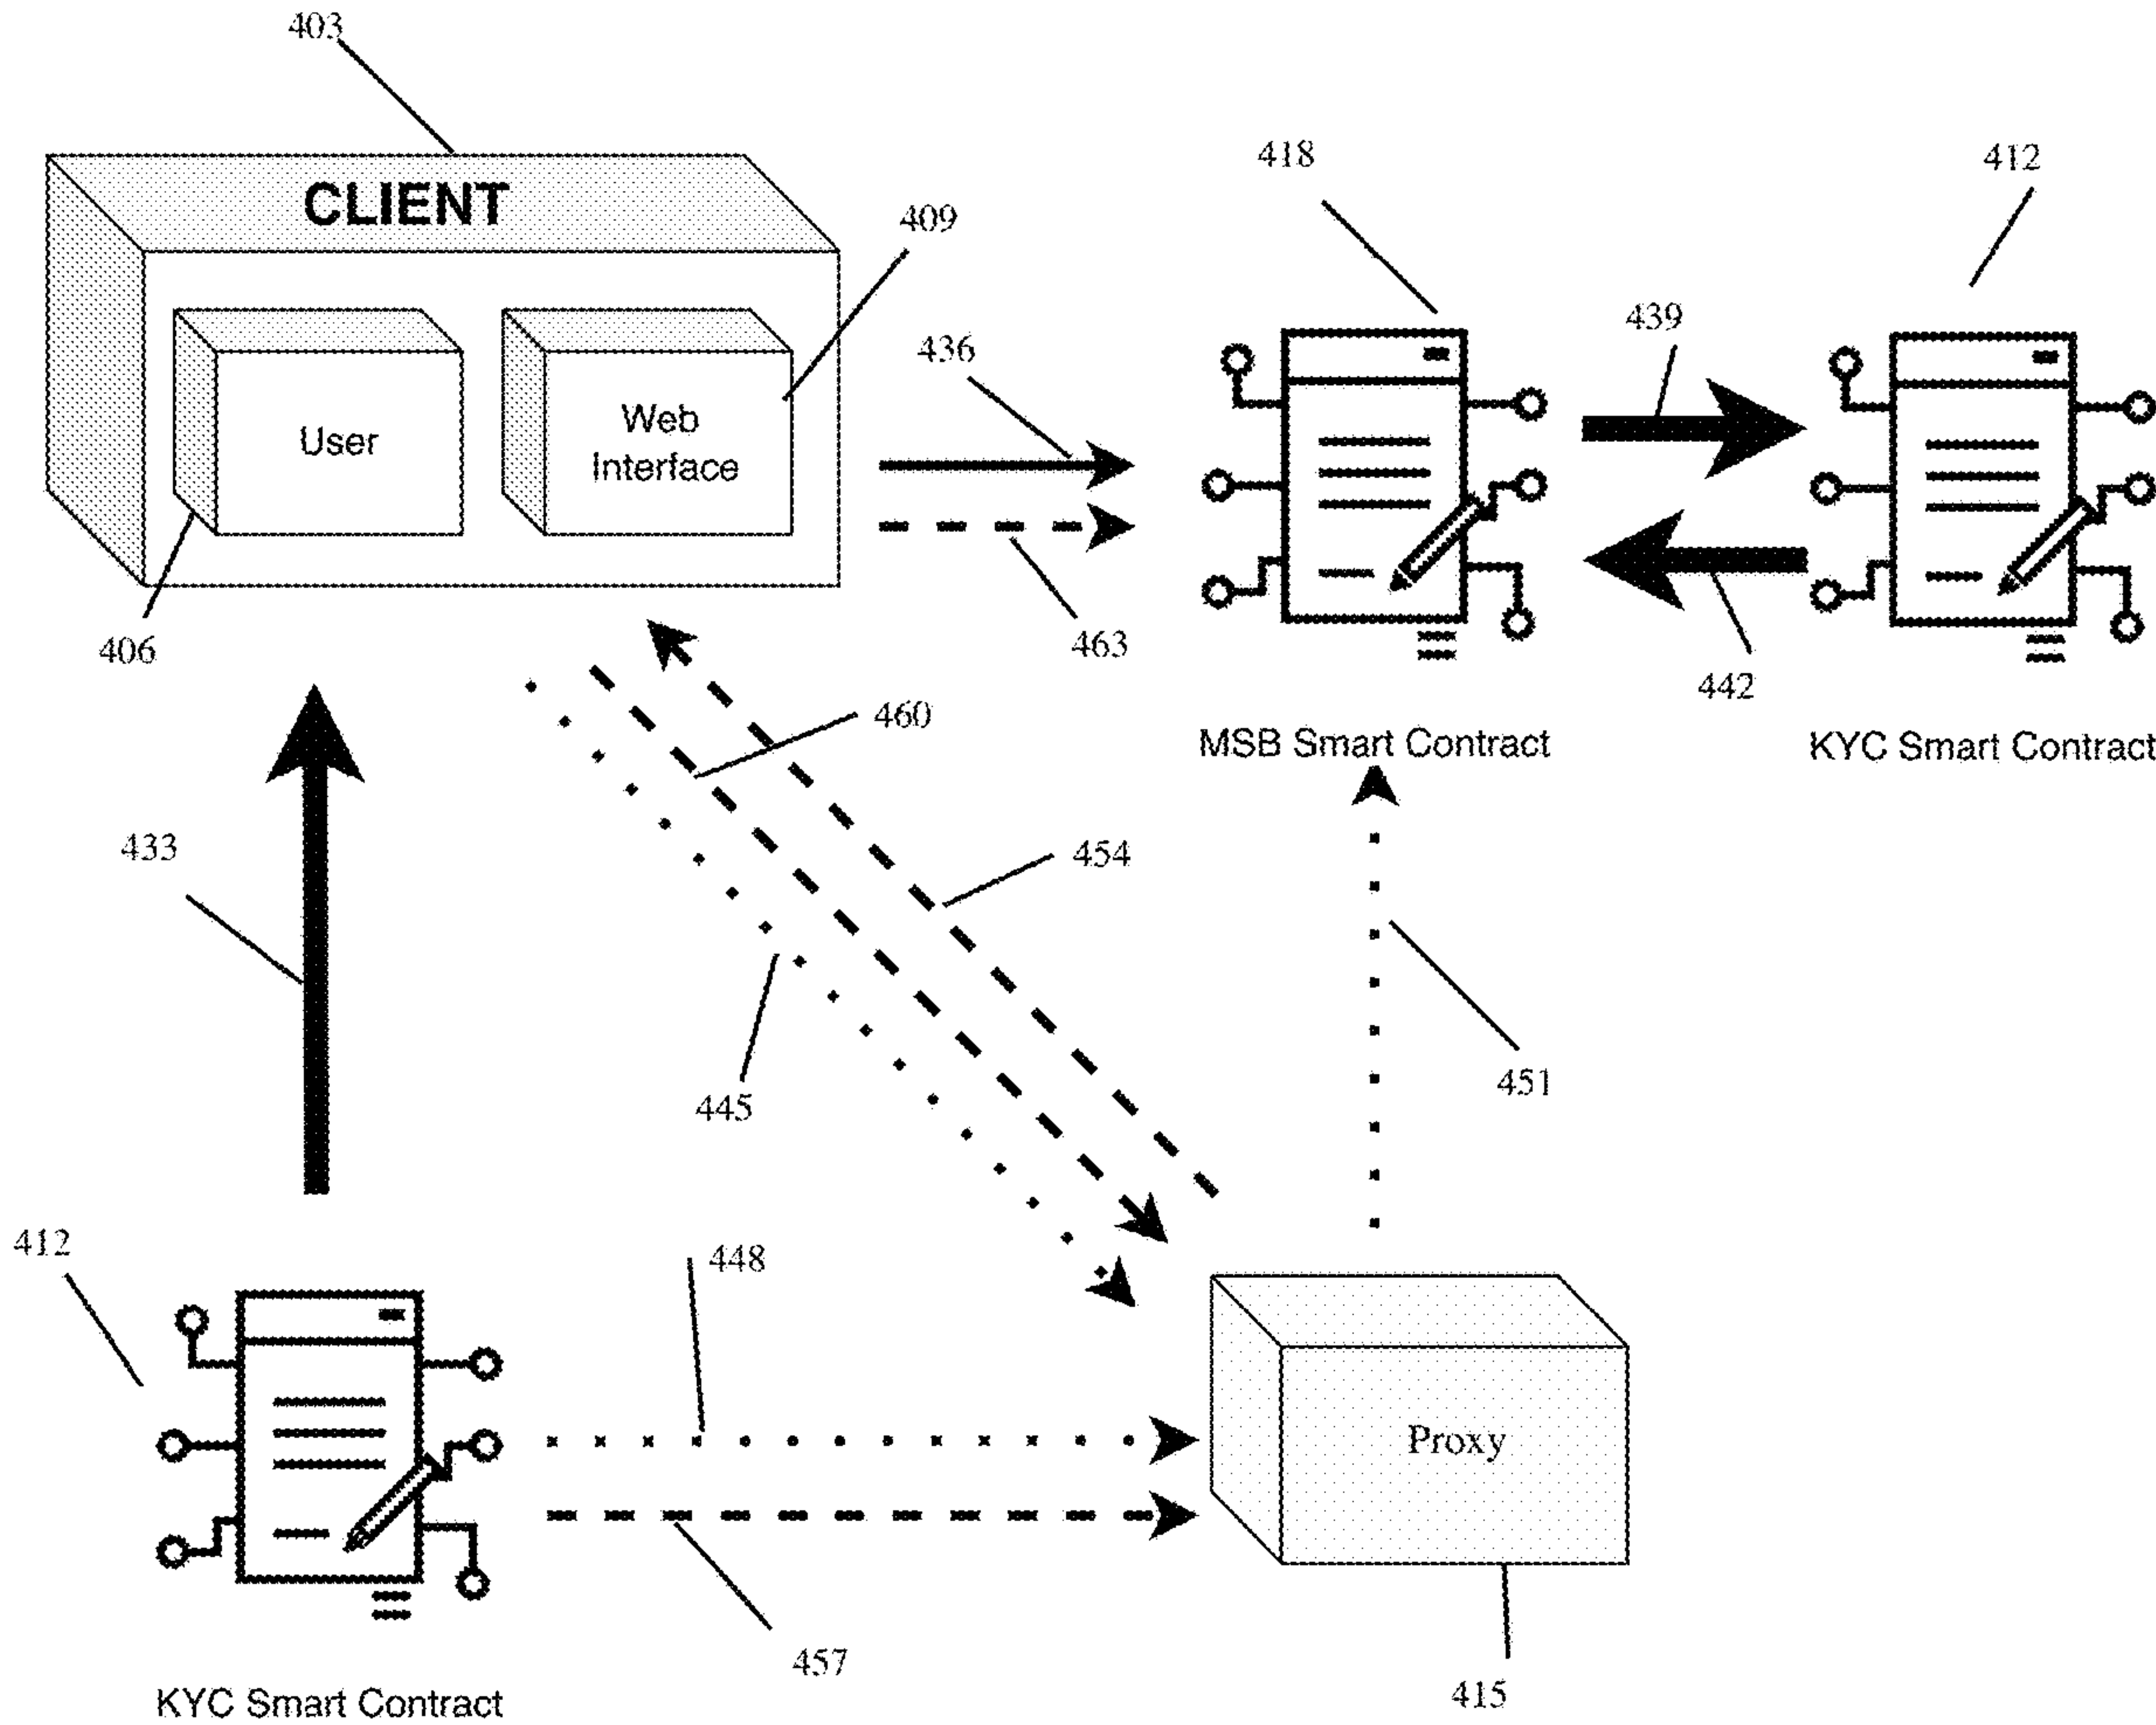 403
CLIENT
418
412
409
439
436
User
Web
Interface
406
463
442
460
MSB Smart Contract
KYC Smart Contract
433
454
451
445
412
448
Proxy
457
415
KYC Smart Contract